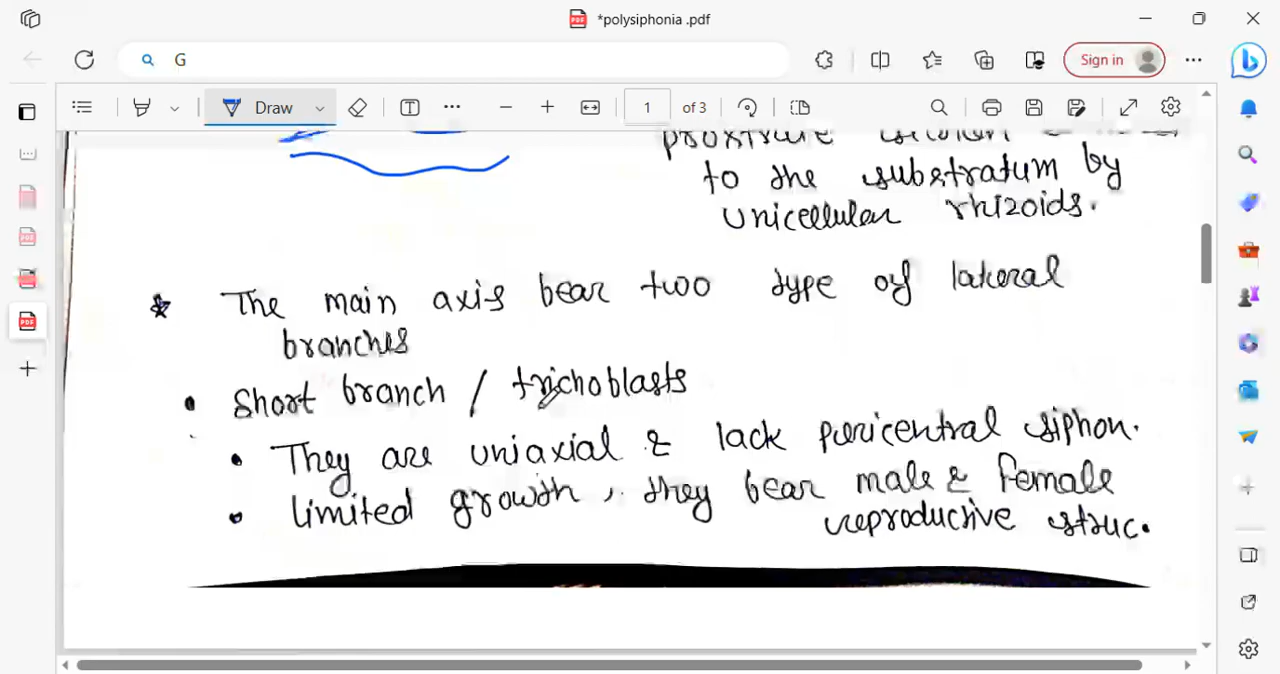 *polysiphonia .pdf
G
Sign in
Draw
1 of 3
to the substratum by
unicellular rhizoids.
The main axis bear two type of lateral
branches
Short branch / trichoblasts
They are uniaxial & lack pericentral siphon.
limited growth, they bear male & female
reproductive struc.